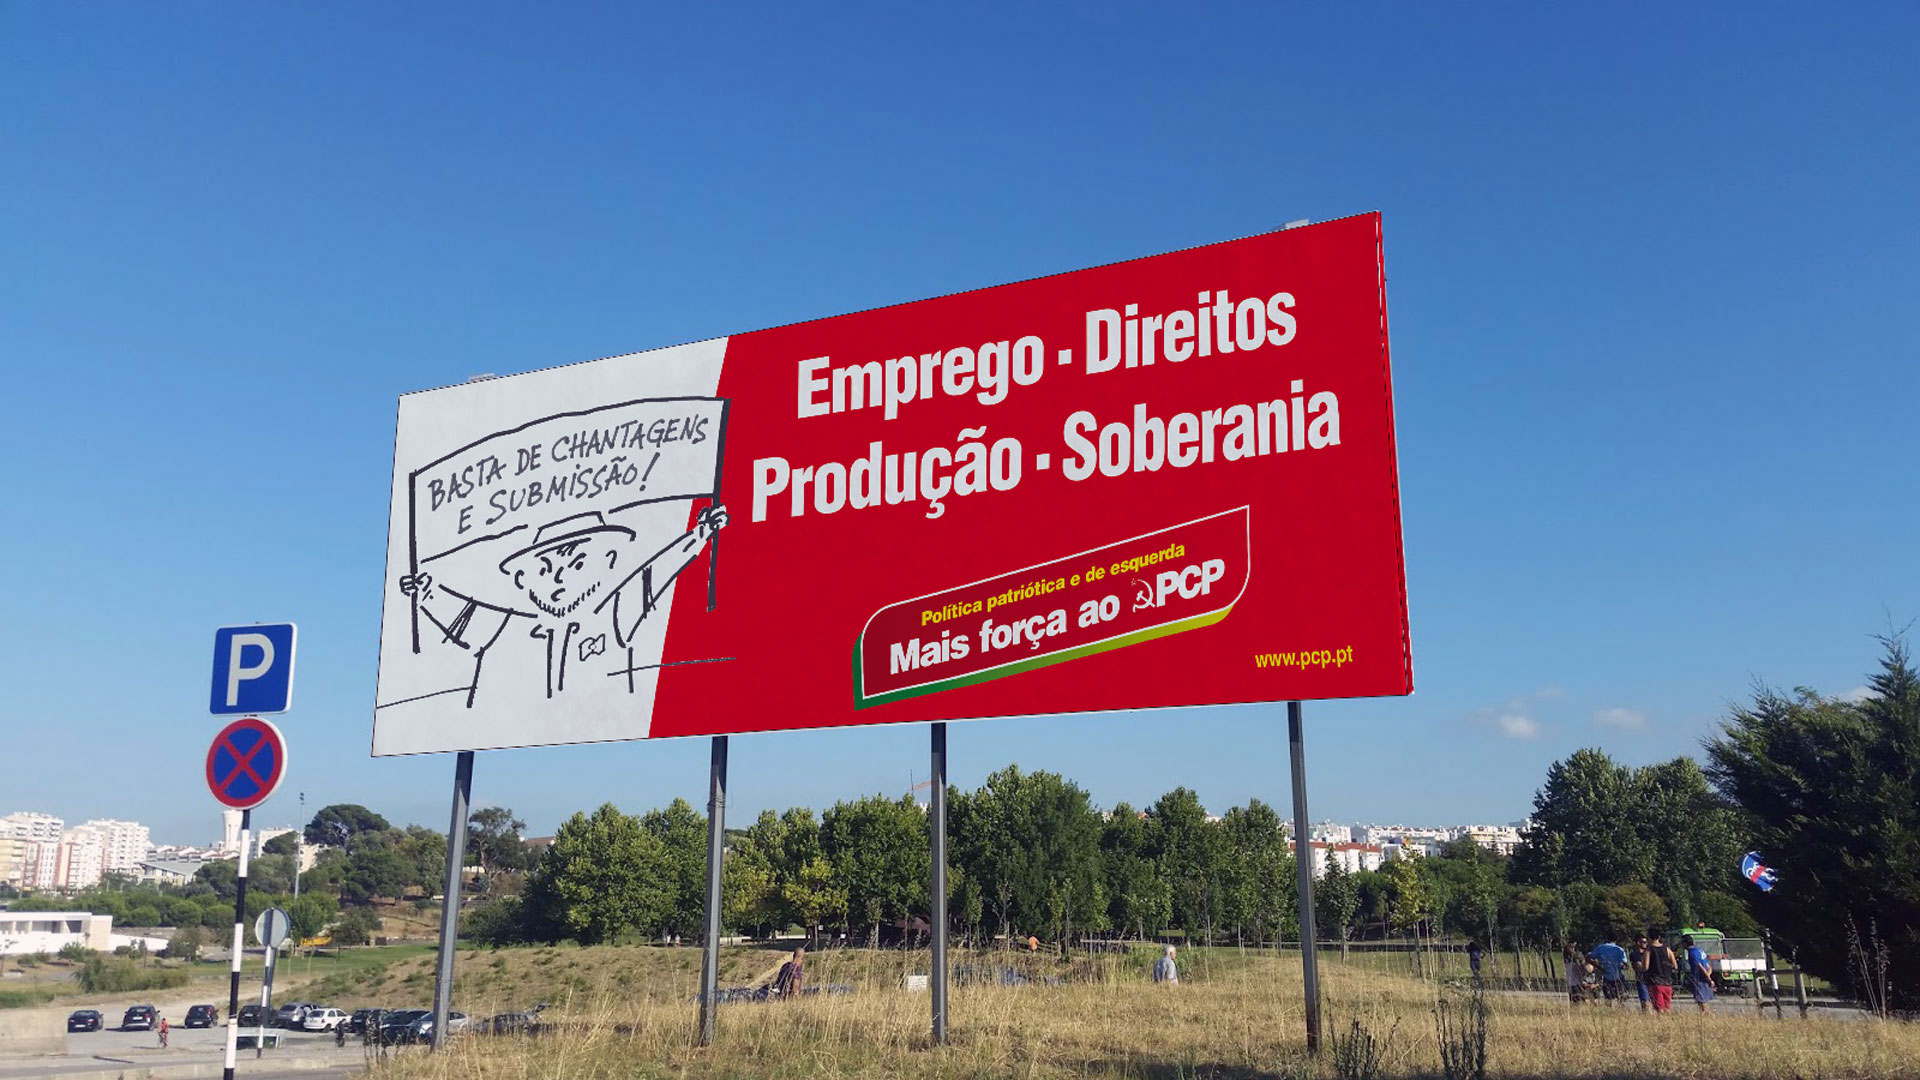 P
BASTA DE CHANTAGENS
E SUBMISSÃO!
Emprego · Direitos
Produção · Soberania
Política patriótica e de esquerda
Mais força ao PCP
www.pcp.pt